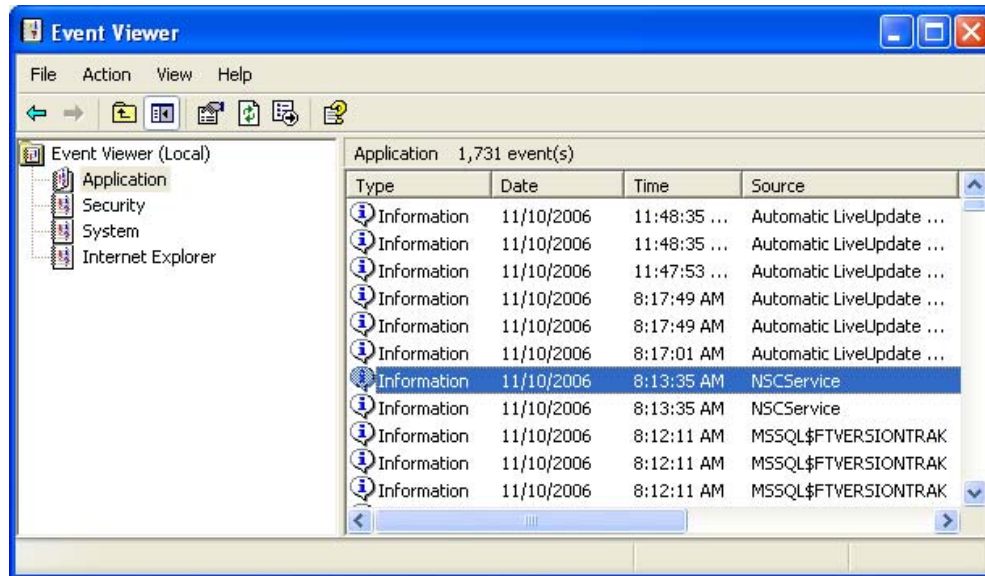 Event Viewer
File Action View Help
Event Viewer (Local)
Application
Security
System
Internet Explorer
Application 1,731 event(s)
Type Date Time Source
Information 11/10/2006 11:48:35 ... Automatic LiveUpdate ...
Information 11/10/2006 11:48:35 ... Automatic LiveUpdate ...
Information 11/10/2006 11:47:53 ... Automatic LiveUpdate ...
Information 11/10/2006 8:17:49 AM Automatic LiveUpdate ...
Information 11/10/2006 8:17:49 AM Automatic LiveUpdate ...
Information 11/10/2006 8:17:01 AM Automatic LiveUpdate ...
Information 11/10/2006 8:13:35 AM NSCService
Information 11/10/2006 8:13:35 AM NSCService
Information 11/10/2006 8:12:11 AM MSSQL$FTVERSIONTRAK
Information 11/10/2006 8:12:11 AM MSSQL$FTVERSIONTRAK
Information 11/10/2006 8:12:11 AM MSSQL$FTVERSIONTRAK